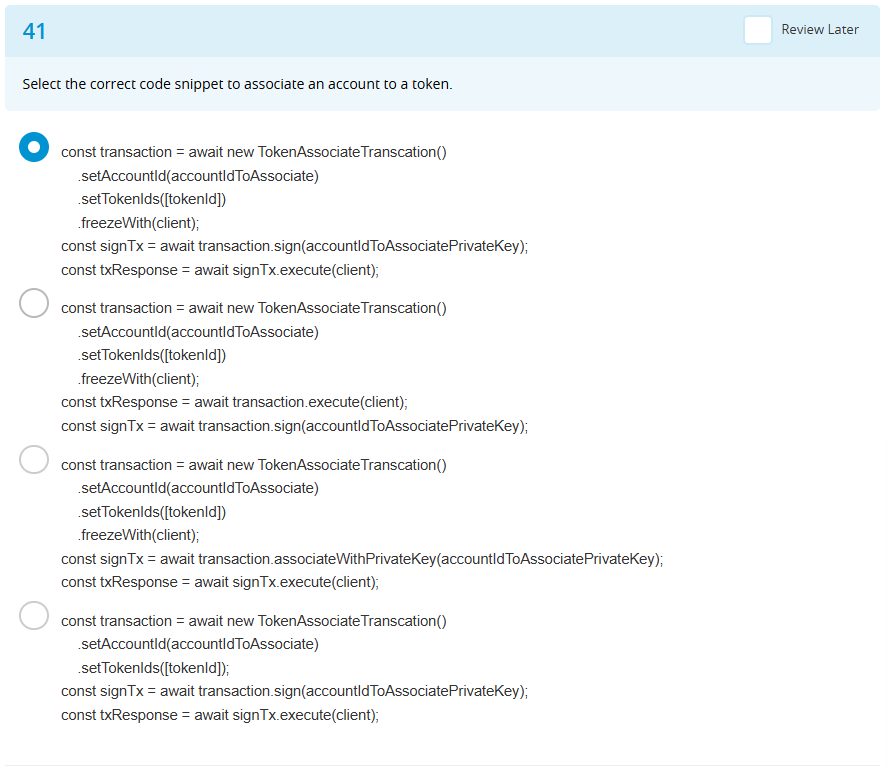 41
Review Later
Select the correct code snippet to associate an account to a token.
const transaction = await new TokenAssociateTranscation()
.setAccountId(accountIdToAssociate)
.setTokenIds([tokenId])
.freezeWith(client);
const signTx = await transaction.sign(accountIdToAssociatePrivateKey);
const txResponse = await signTx.execute(client);
const transaction = await new TokenAssociateTranscation()
.setAccountId(accountIdToAssociate)
.setTokenIds([tokenId])
.freezeWith(client);
const txResponse = await transaction.execute(client);
const signTx = await transaction.sign(accountIdToAssociatePrivateKey);
const transaction = await new TokenAssociateTranscation()
.setAccountId(accountIdToAssociate)
.setTokenIds([tokenId])
.freezeWith(client);
const signTx = await transaction.associateWithPrivateKey(accountIdToAssociatePrivateKey);
const txResponse = await signTx.execute(client);
const transaction = await new TokenAssociateTranscation()
.setAccountId(accountIdToAssociate)
.setTokenIds([tokenId]);
const signTx = await transaction.sign(accountIdToAssociatePrivateKey);
const txResponse = await signTx.execute(client);